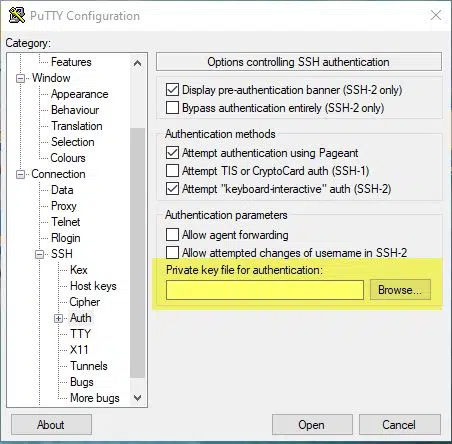 PuTTY Configuration
Category:
Features
Window
Appearance
Behaviour
Translation
Selection
Colours
Connection
Data
Proxy
Telnet
Rlogin
SSH
Kex
Host keys
Cipher
Auth
TTY
X11
Tunnels
Bugs
More bugs
Options controlling SSH authentication
Display pre-authentication banner (SSH-2 only)
Bypass authentication entirely (SSH-2 only)
Authentication methods
Attempt authentication using Pageant
Attempt TIS or CryptoCard auth (SSH-1)
Attempt "keyboard-interactive" auth (SSH-2)
Authentication parameters
Allow agent forwarding
Allow attempted changes of username in SSH-2
Private key file for authentication:
Browse...
About
Open
Cancel